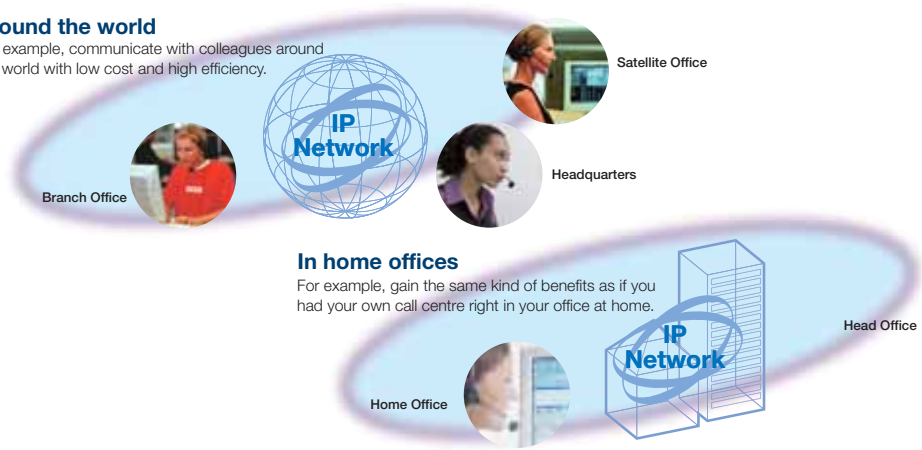 ound the world
example, communicate with colleagues around
world with low cost and high efficiency.
Satellite Office
IP
Network
Headquarters
Branch Office
In home offices
For example, gain the same kind of benefits as if you
had your own call centre right in your office at home.
Head Office
IP
Network
Home Office